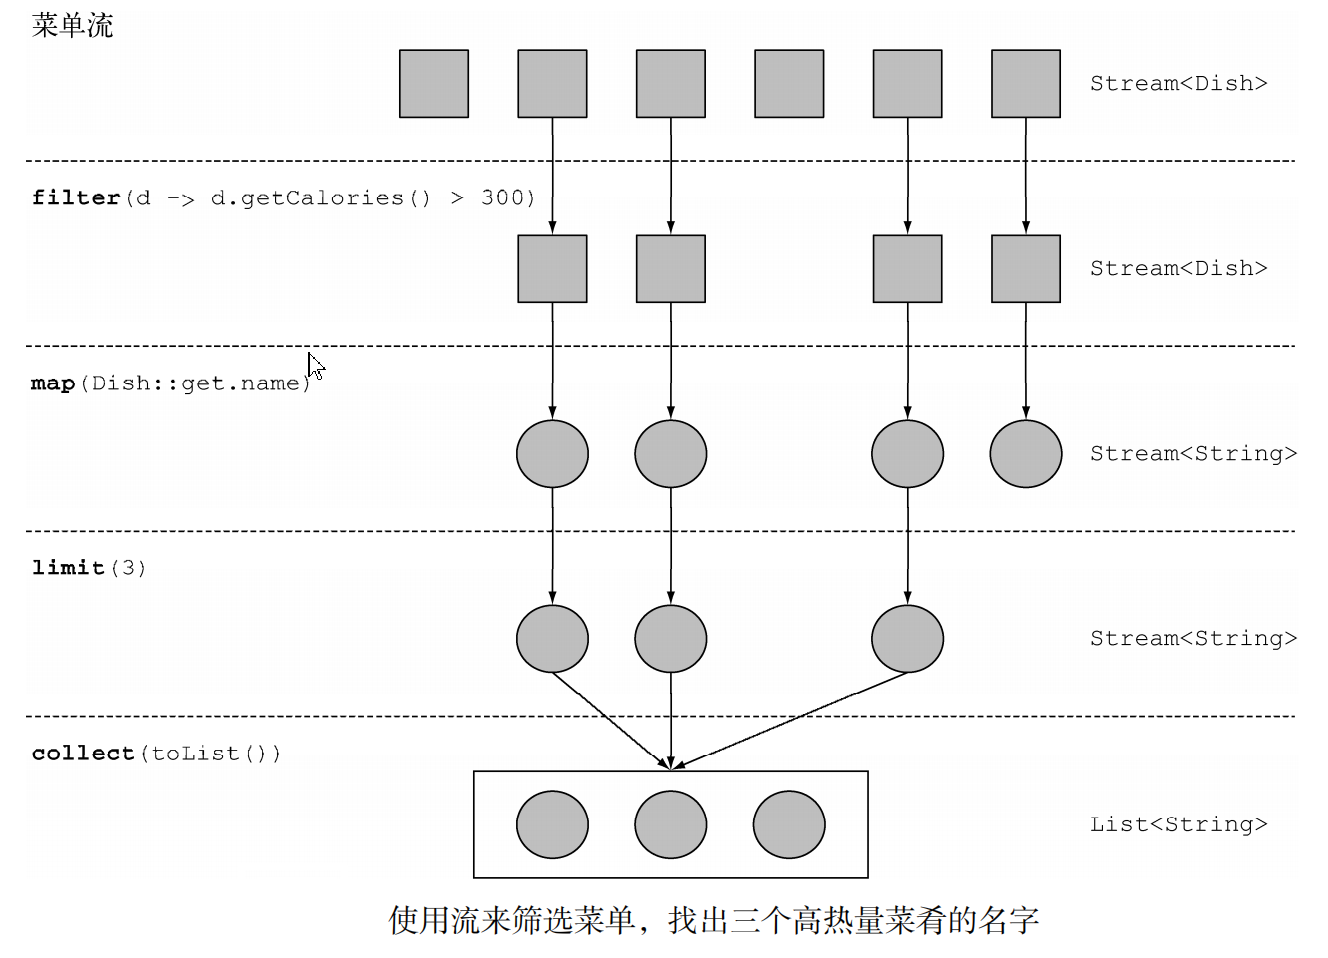 菜单流
Stream<Dish>
filter(d -> d.getCalories() > 300)
Stream<Dish>
map(Dish::get.name)
Stream<String>
limit(3)
Stream<String>
collect(toList())
List<String>
使用流来筛选菜单，找出三个高热量菜肴的名字